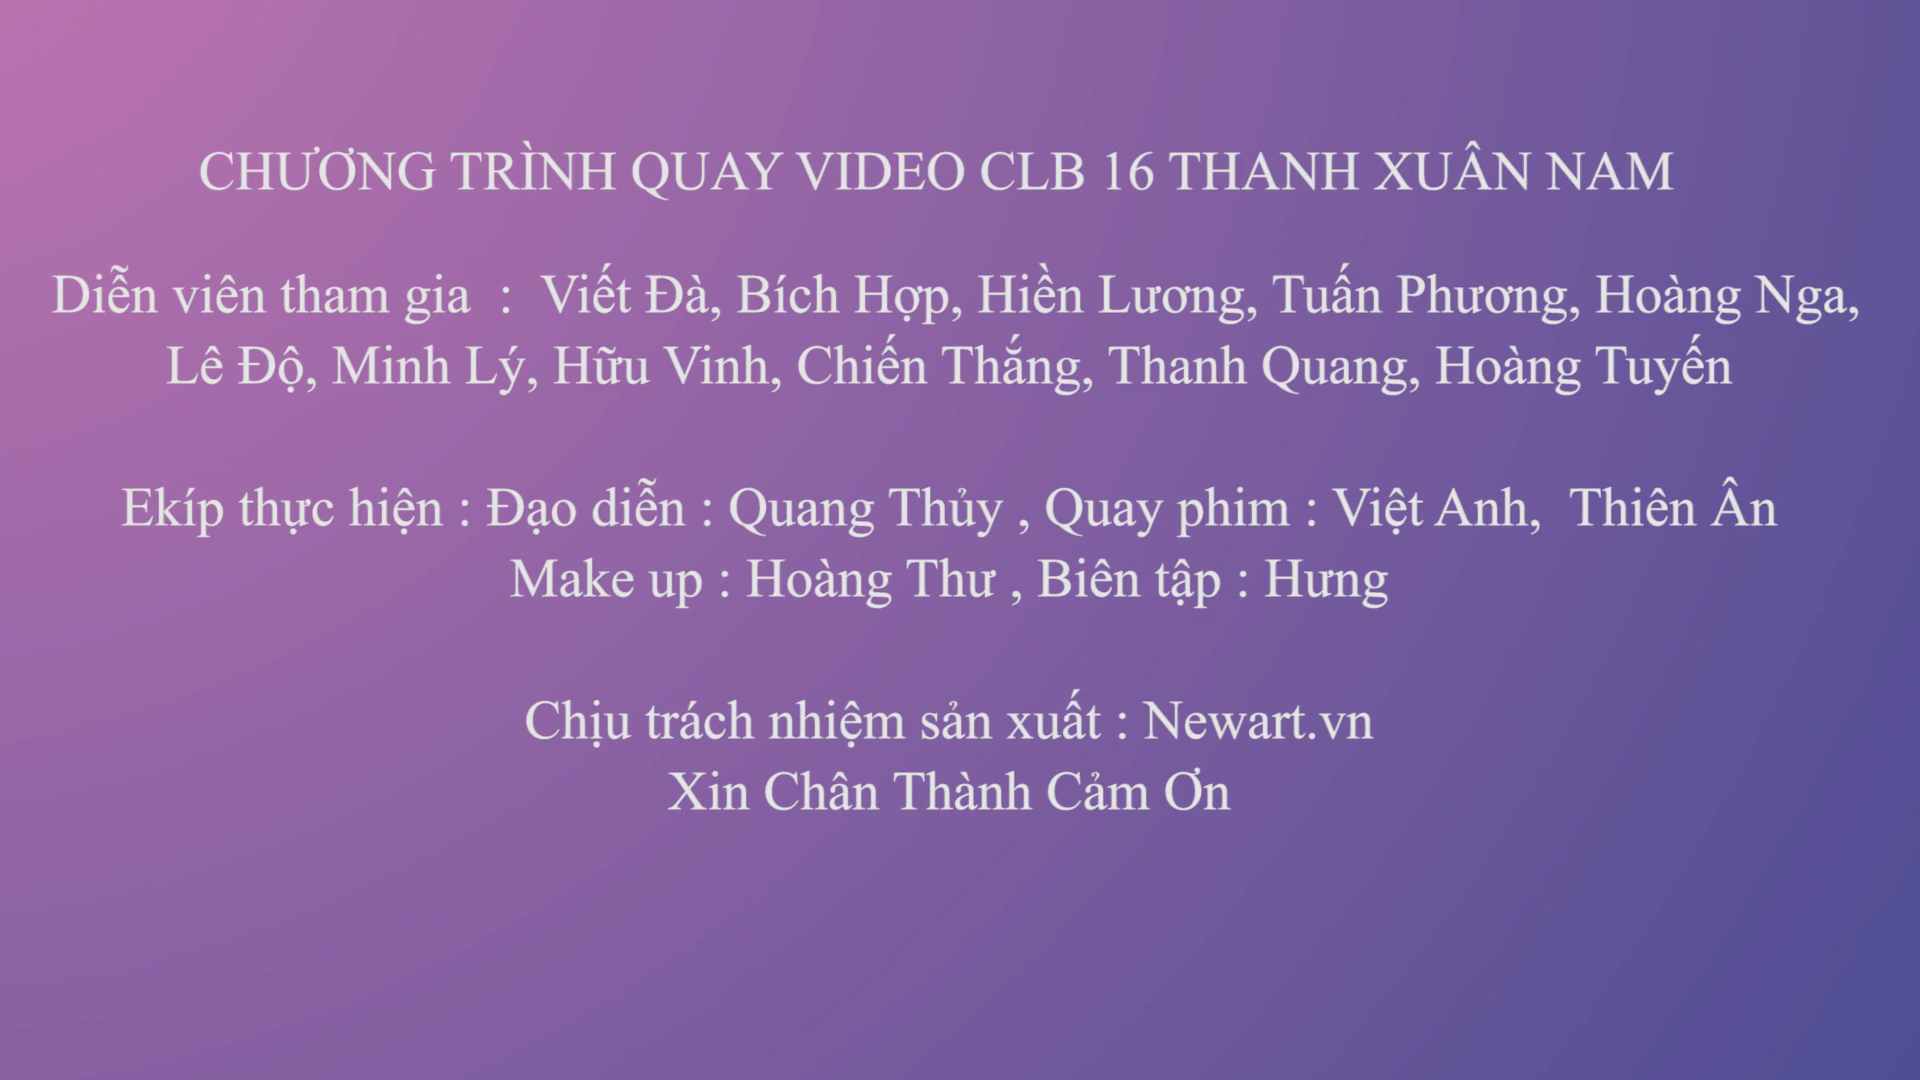 CHƯƠNG TRÌNH QUAY VIDEO CLB 16 THANH XUÂN NAM
Diễn viên tham gia : Viết Đà, Bích Hợp, Hiền Lương, Tuấn Phương, Hoàng Nga,
Lê Độ, Minh Lý, Hữu Vinh, Chiến Thắng, Thanh Quang, Hoàng Tuyến
Ekíp thực hiện : Đạo diễn : Quang Thủy , Quay phim : Việt Anh, Thiên Ân
Make up : Hoàng Thư , Biên tập : Hưng
Chịu trách nhiệm sản xuất : Newart.vn
Xin Chân Thành Cảm Ơn